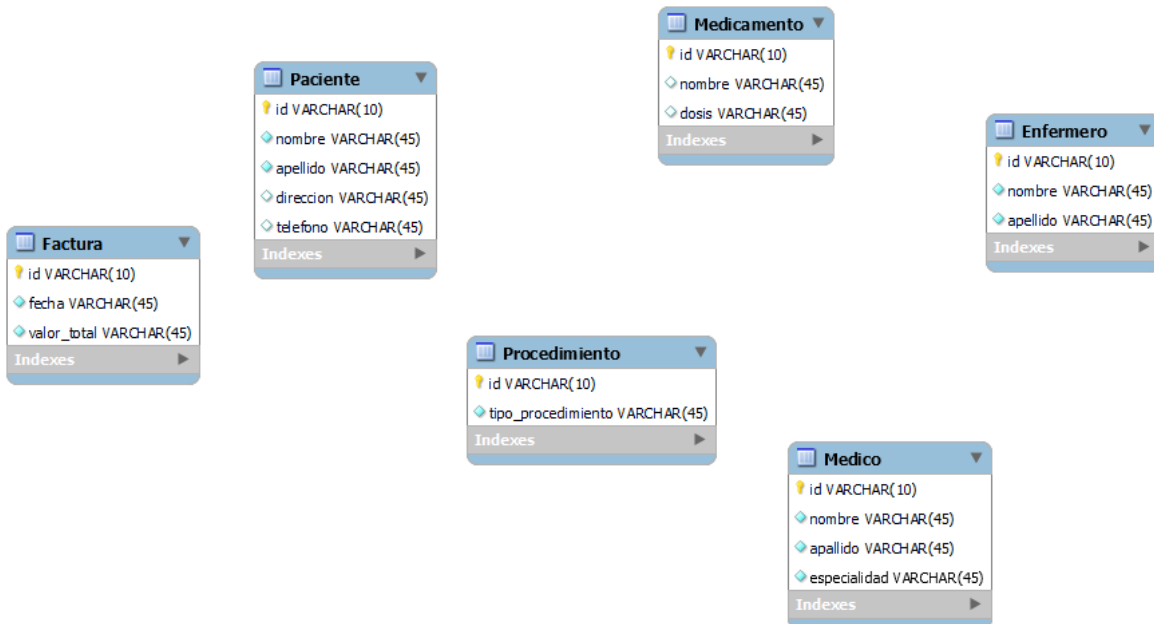 Medicamento
id VARCHAR(10)
nombre VARCHAR(45)
dosis VARCHAR(45)
Indexes
Paciente
id VARCHAR(10)
nombre VARCHAR(45)
apellido VARCHAR(45)
direccion VARCHAR(45)
telefono VARCHAR(45)
Indexes
Enfermero
id VARCHAR(10)
nombre VARCHAR(45)
apellido VARCHAR(45)
Indexes
Factura
id VARCHAR(10)
fecha VARCHAR(45)
valor_total VARCHAR(45)
Indexes
Procedimiento
id VARCHAR(10)
tipo_procedimiento VARCHAR(45)
Indexes
Medico
id VARCHAR(10)
nombre VARCHAR(45)
apallido VARCHAR(45)
especialidad VARCHAR(45)
Indexes